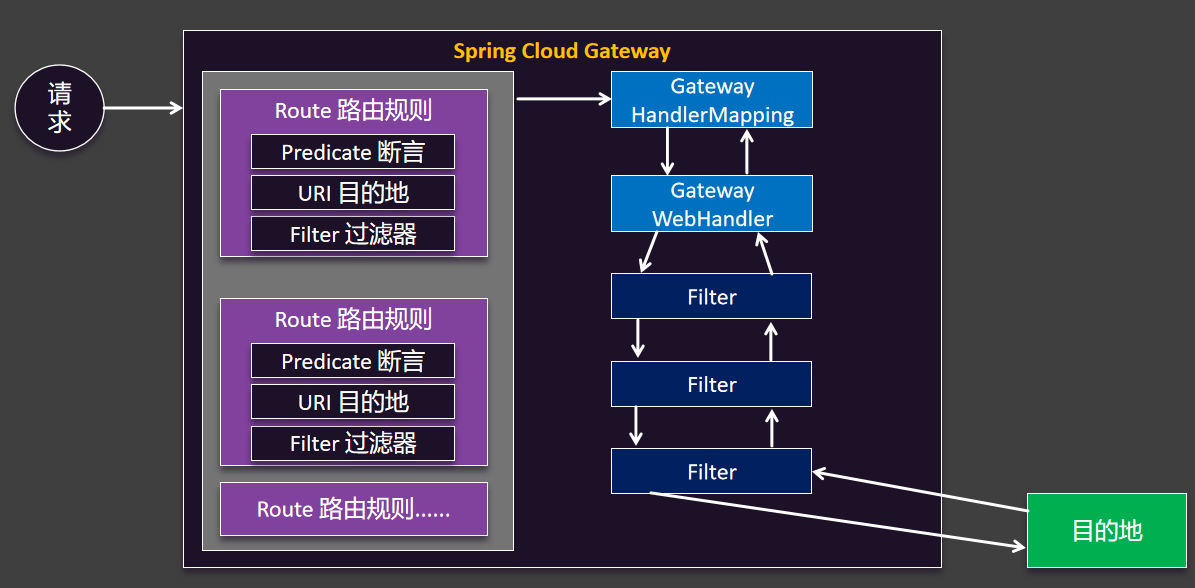 Spring Cloud Gateway
请
求
Route 路由规则
Predicate 断言
URI 目的地
Filter 过滤器
Route 路由规则
Predicate 断言
URI 目的地
Filter 过滤器
Route 路由规则......
Gateway
HandlerMapping
Gateway
WebHandler
Filter
Filter
Filter
目的地